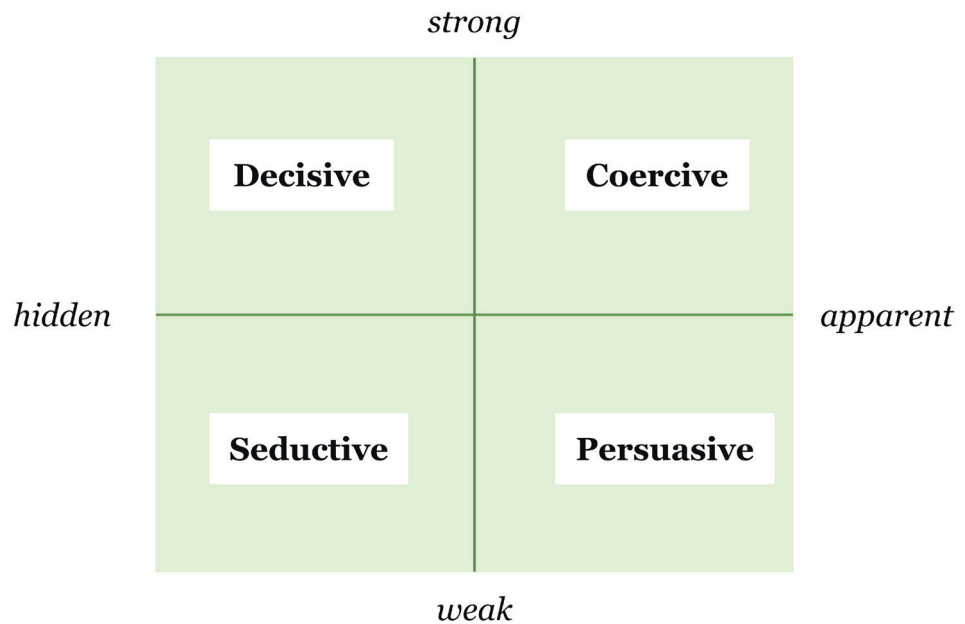 strong
Decisive
Coercive
hidden
apparent
Seductive
Persuasive
weak